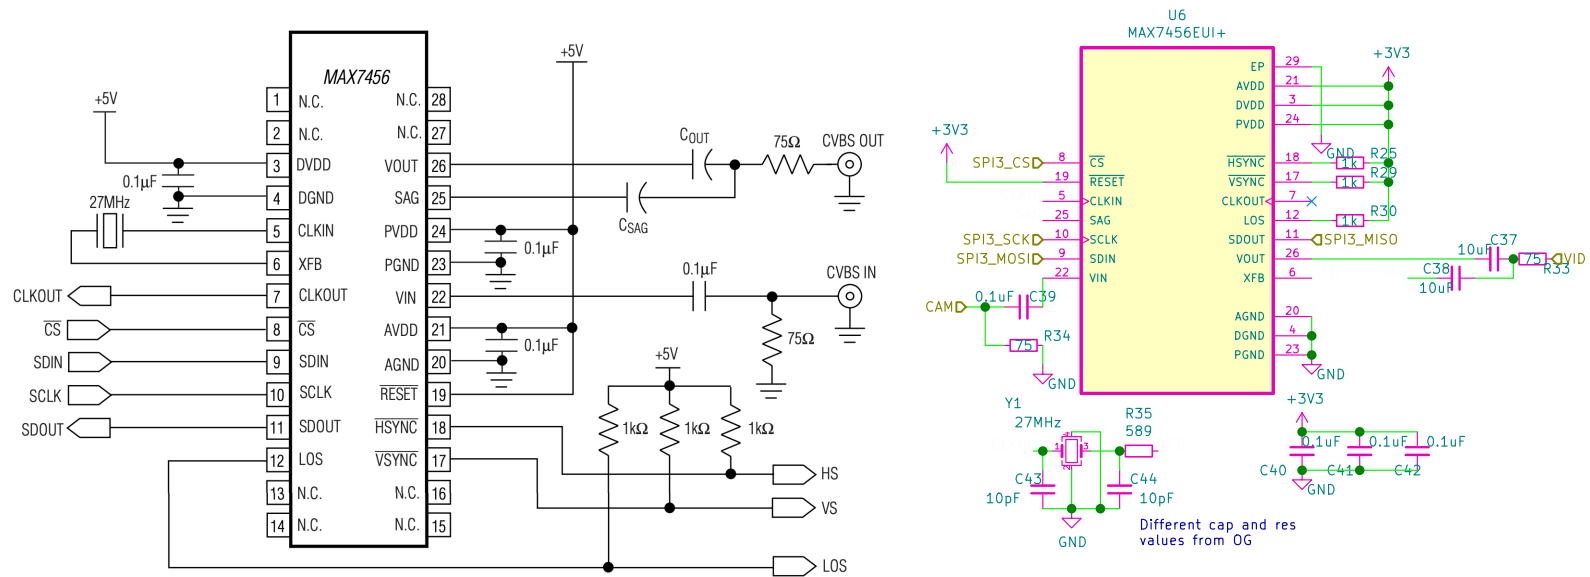 MAX7456
+5V
+5V
1 N.C.
N.C. 28
2 N.C.
N.C. 27
3 DVDD
VOUT 26
4 DGND
SAG 25
5 CLKIN
PVDD 24
6 XFB
PGND 23
7 CLKOUT
VIN 22
8 CS
AVDD 21
9 SDIN
AGND 20
10 SCLK
RESET 19
11 SDOUT
HSYNC 18
12 LOS
VSYNC 17
13 N.C.
N.C. 16
14 N.C.
N.C. 15
0.1µF
27MHz
CLKOUT
CS
SDIN
SCLK
SDOUT
COUT
75Ω
CVBS OUT
CSAG
0.1µF
0.1µF
CVBS IN
75Ω
0.1µF
+5V
1kΩ
1kΩ
1kΩ
HS
VS
LOS
U6
MAX7456EUI+
+3V3
+3V3
SPI3_CS
8 CS
19 RESET
5 CLKIN
25 SAG
SPI3_SCK
10 SCLK
SPI3_MOSI
9 SDIN
22 VIN
EP 29
AVDD 21
DVDD 3
PVDD 24
GND
HSYNC 18
1k
R25
VSYNC 17
1k
R29
CLKOUT 7
LOS 12
1k
R30
SDOUT 11
SPI3_MISO
VOUT 26
XFB 6
AGND 20
DGND 4
PGND 23
GND
10uF
C37
75
R33
VID
C38
10uF
CAM
0.1uF
C39
75
R34
GND
Y1
27MHz
1
3
R35
589
C43
10pF
C44
10pF
GND
+3V3
0.1uF
0.1uF
0.1uF
C40
C41
C42
GND
Different cap and res
values from OG